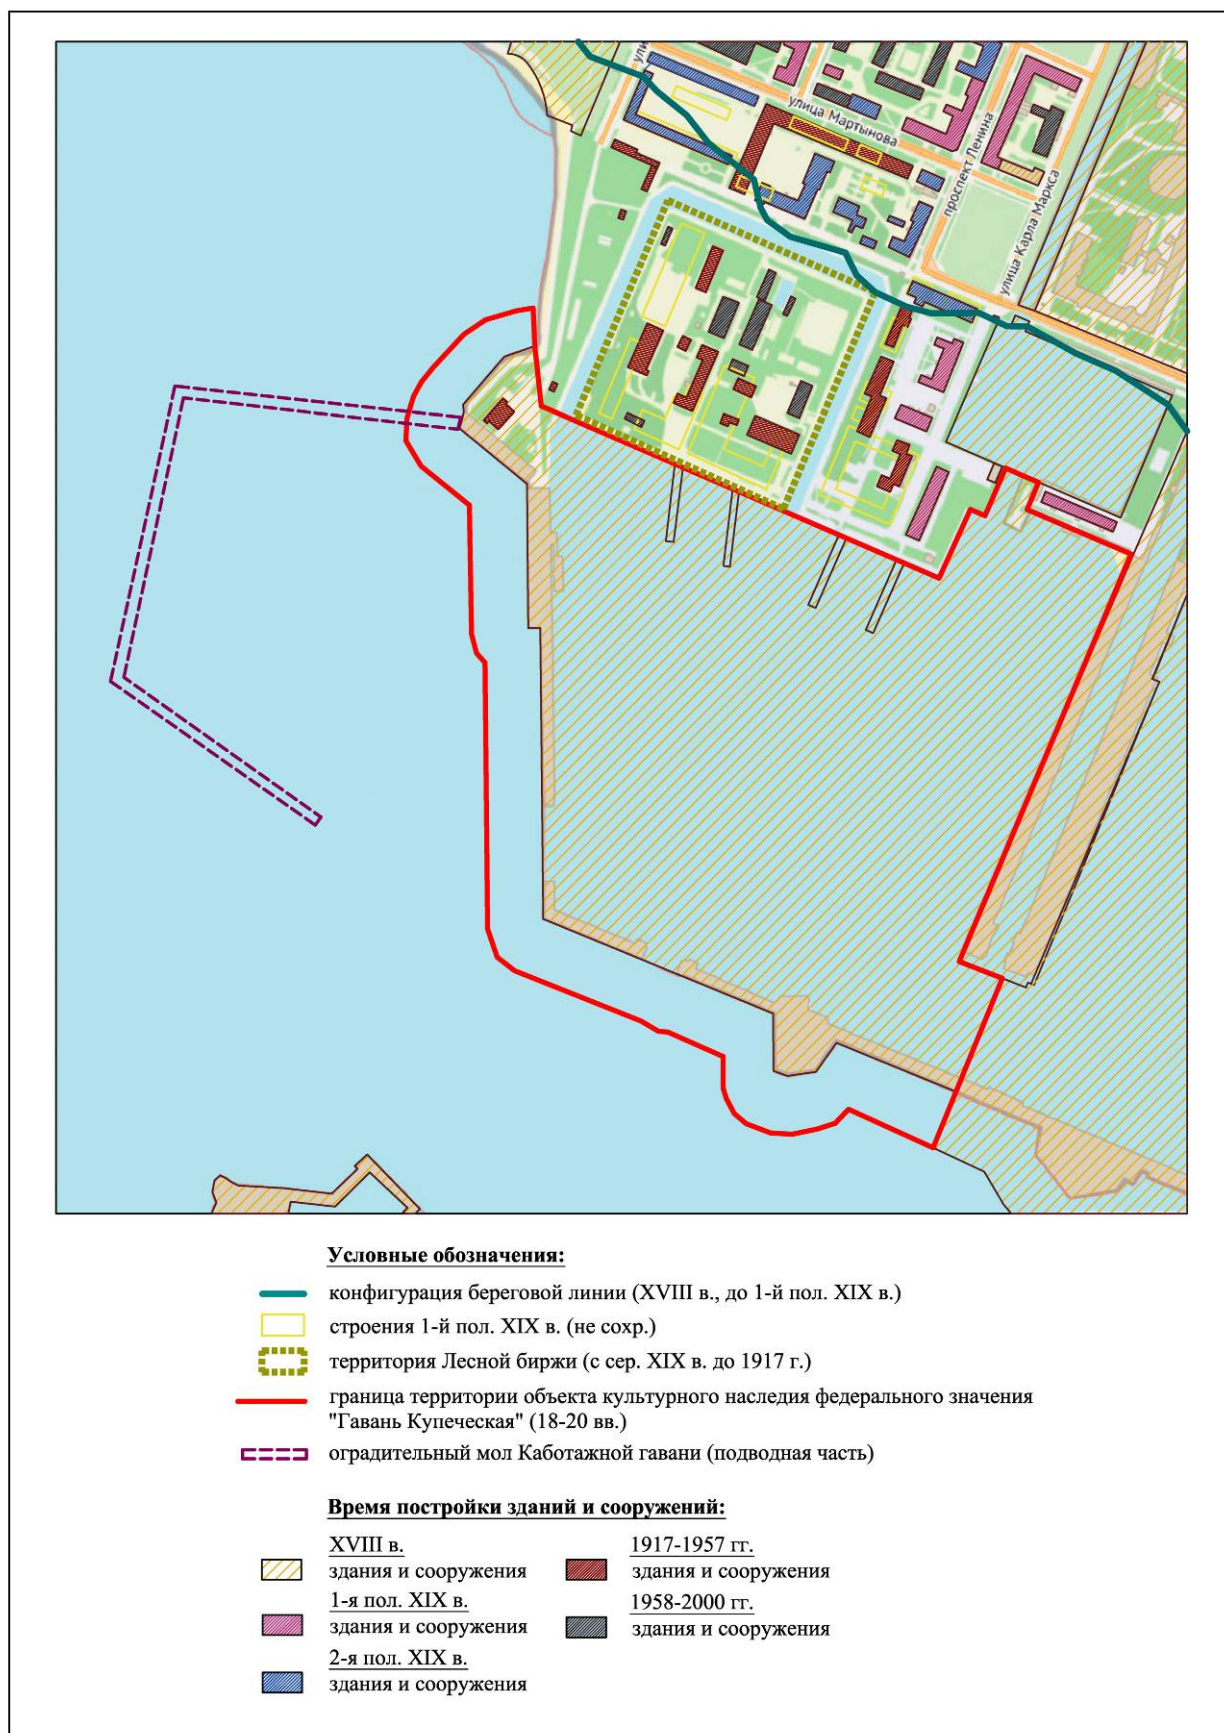 ули
ули
улица Мартынова
проспект Ленина
улица Карла Маркса
Условные обозначения:
конфигурация береговой линии (XVIII в., до 1-й пол. XIX в.)
строения 1-й пол. XIX в. (не сохр.)
территория Лесной биржи (с сер. XIX в. до 1917 г.)
граница территории объекта культурного наследия федерального значения
"Гавань Купеческая" (18-20 вв.)
оградительный мол Каботажной гавани (подводная часть)
Время постройки зданий и сооружений:
XVIII в.
здания и сооружения
1-я пол. XIX в.
здания и сооружения
2-я пол. XIX в.
здания и сооружения
1917-1957 гг.
здания и сооружения
1958-2000 гг.
здания и сооружения